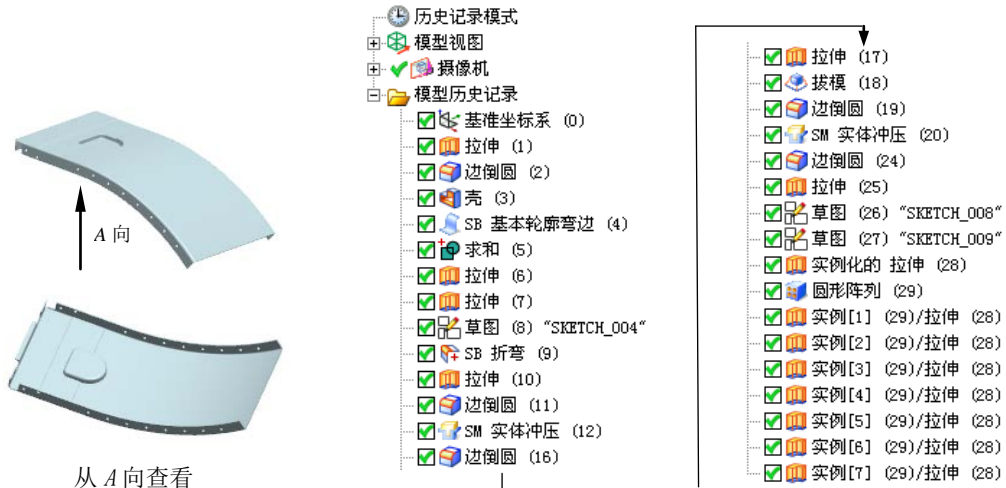 A 向
从 A 向查看
历史记录模式
模型视图
摄像机
模型历史记录
基准坐标系 (0)
拉伸 (1)
边倒圆 (2)
壳 (3)
SB 基本轮廓弯边 (4)
求和 (5)
拉伸 (6)
拉伸 (7)
草图 (8) "SKETCH_004"
SB 折弯 (9)
拉伸 (10)
边倒圆 (11)
SM 实体冲压 (12)
边倒圆 (16)
拉伸 (17)
拔模 (18)
边倒圆 (19)
SM 实体冲压 (20)
边倒圆 (24)
拉伸 (25)
草图 (26) "SKETCH_008"
草图 (27) "SKETCH_009"
实例化的 拉伸 (28)
圆形阵列 (29)
实例[1] (29)/拉伸 (28)
实例[2] (29)/拉伸 (28)
实例[3] (29)/拉伸 (28)
实例[4] (29)/拉伸 (28)
实例[5] (29)/拉伸 (28)
实例[6] (29)/拉伸 (28)
实例[7] (29)/拉伸 (28)